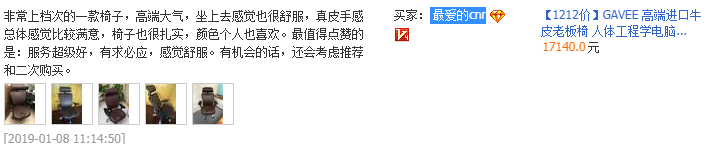 非常上档次的一款椅子，高端大气，坐上去感觉也很舒服，真皮手感
总体感觉比较满意，椅子也很扎实，颜色个人也喜欢。最值得点赞的
是：服务超级好，有求必应，感觉舒服。有机会的话，还会考虑推荐
和二次购买。
[2019-01-08 11:14:50]
买家：最爱的cnr
【1212价】GAVEE 高端进口牛
皮老板椅 人体工程学电脑...
17140.0元